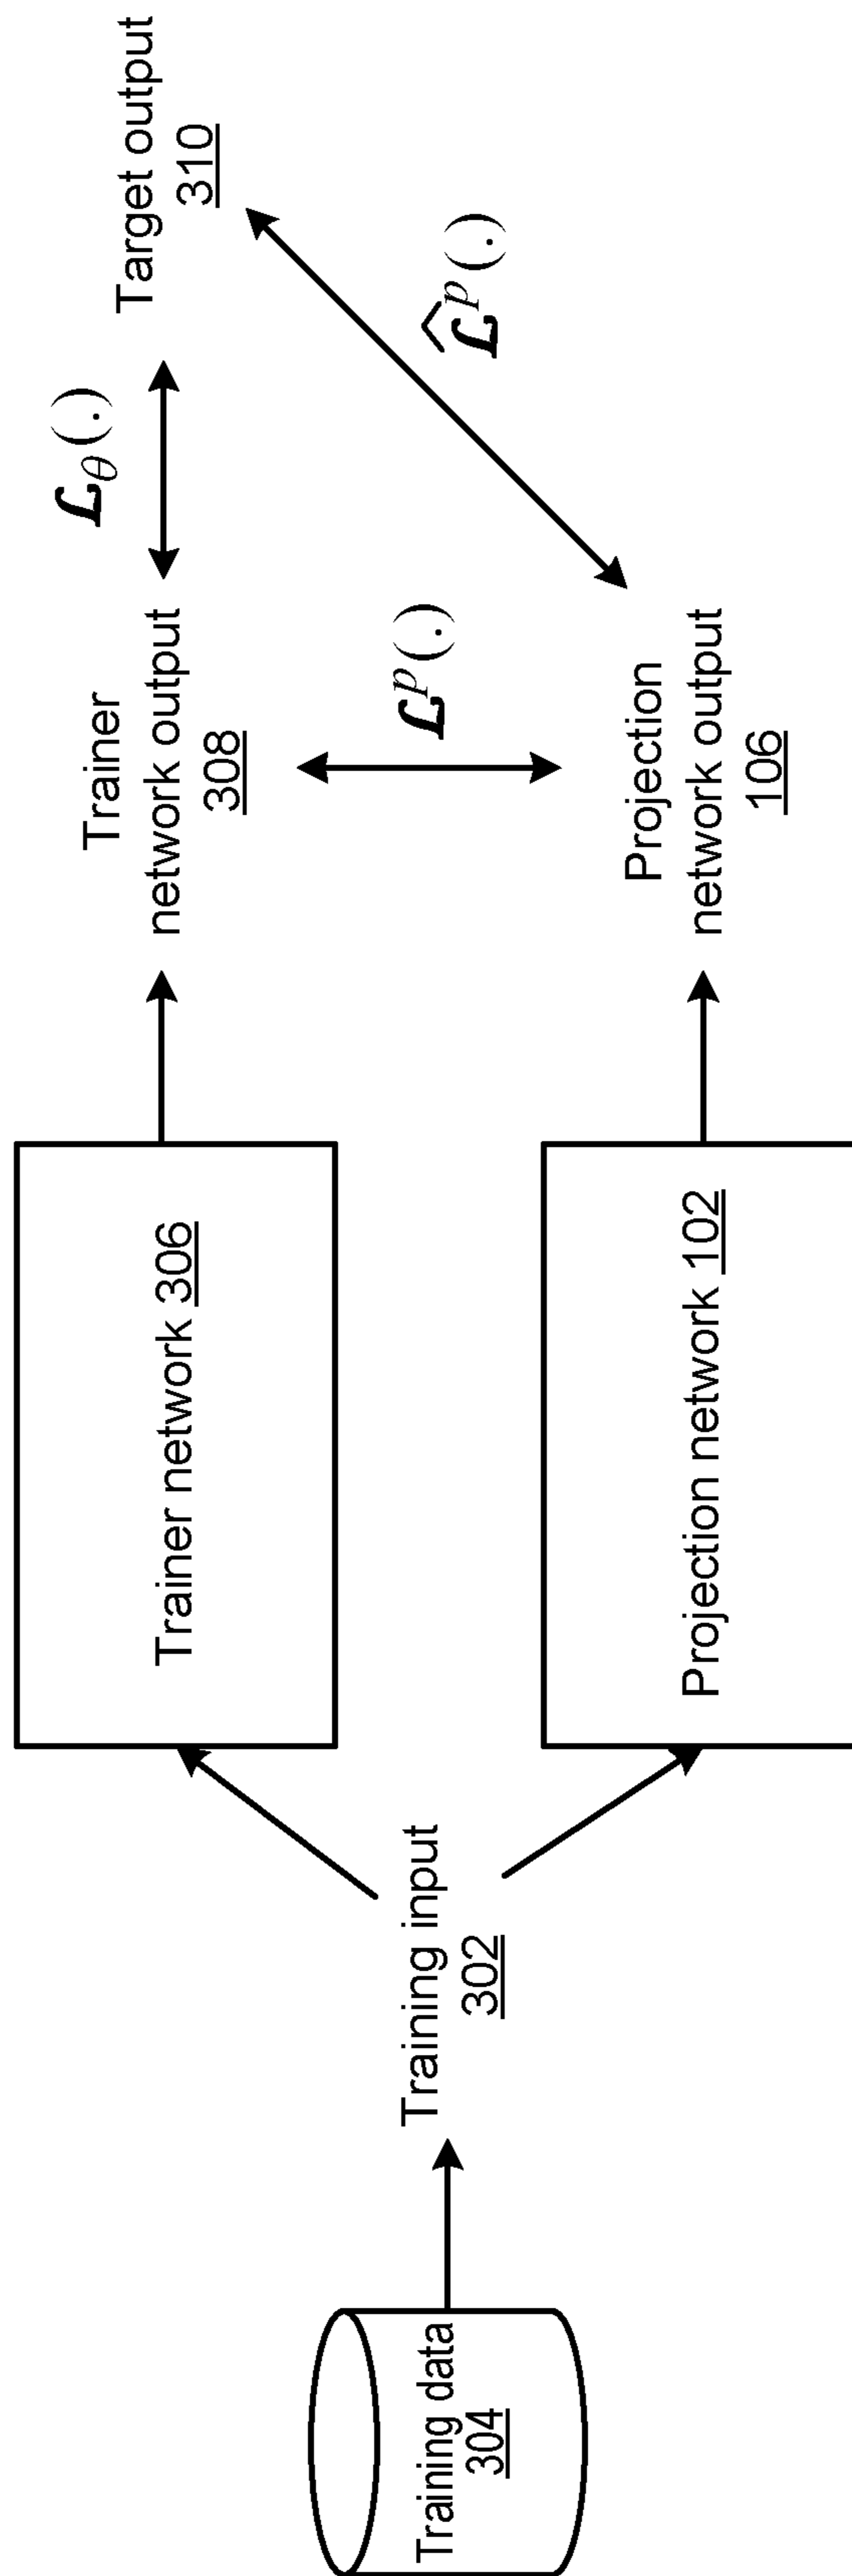 Training data
304
Training input
302
Trainer network 306
Projection network 102
Trainer
network output
308
Projection
network output
106
𝓛θ(.)
𝓛ᵖ(.)
𝓛̂ᵖ(.)
Target output
310